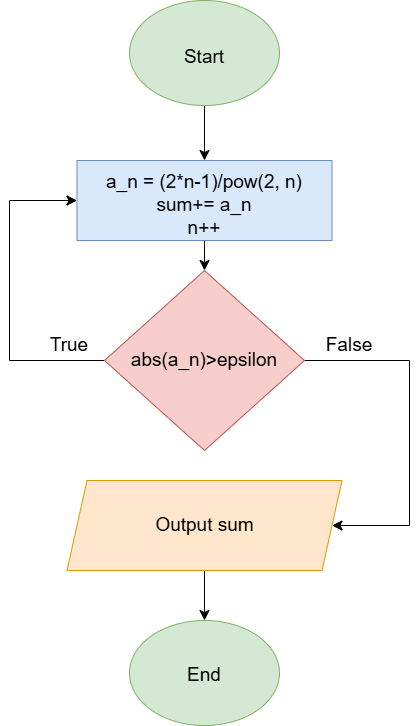 Start
a_n = (2*n-1)/pow(2, n)
sum+= a_n
n++
True
False
abs(a_n)>epsilon
Output sum
End